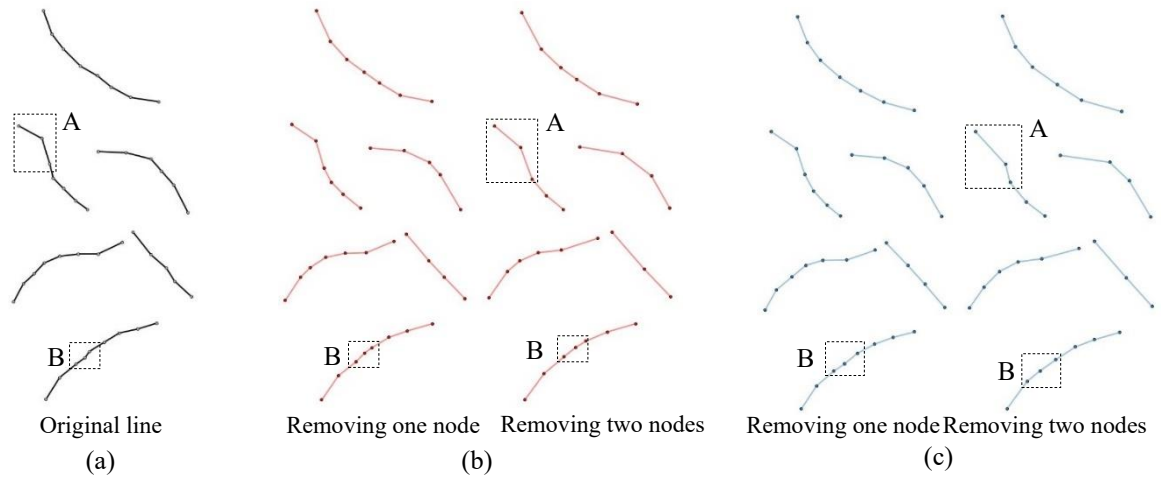 A
A
A
B
B
B
B
B
Original line
Removing one node
Removing two nodes
Removing one node
Removing two nodes
(a)
(b)
(c)